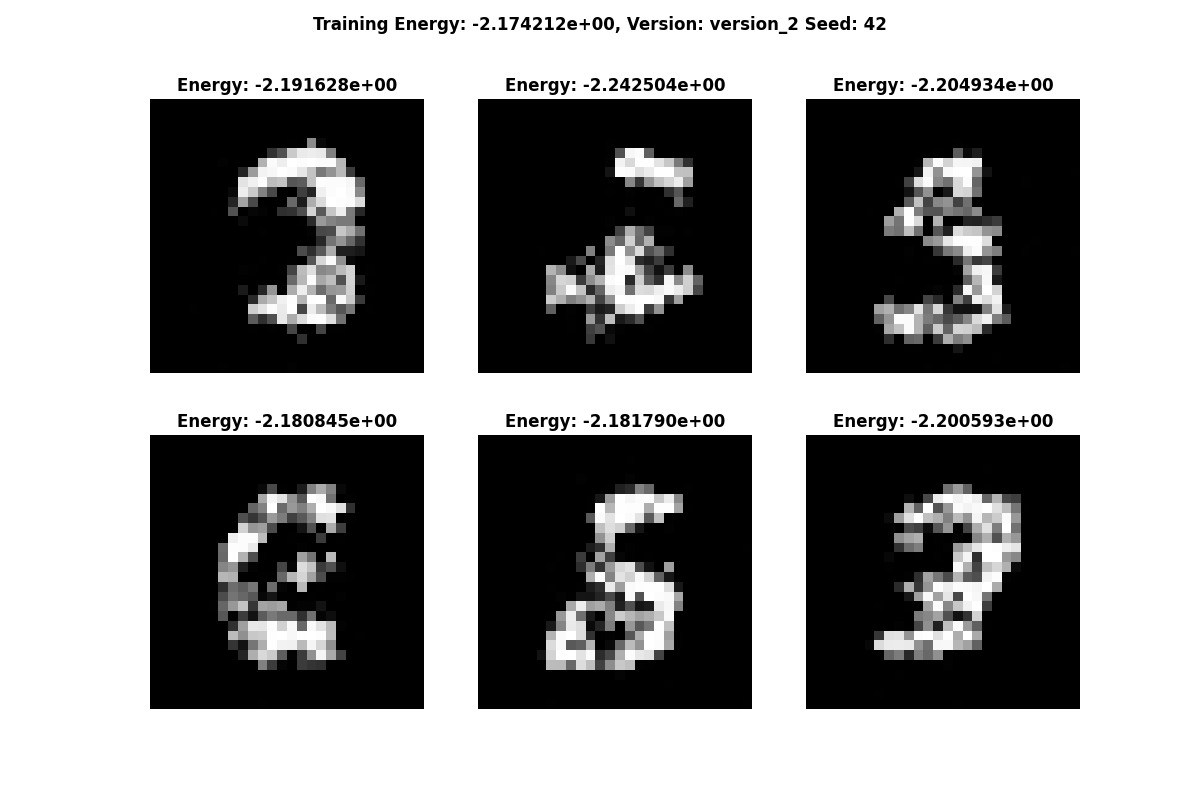 Training Energy: -2.174212e+00, Version: version_2 Seed: 42
Energy: -2.191628e+00
Energy: -2.242504e+00
Energy: -2.204934e+00
Energy: -2.180845e+00
Energy: -2.181790e+00
Energy: -2.200593e+00